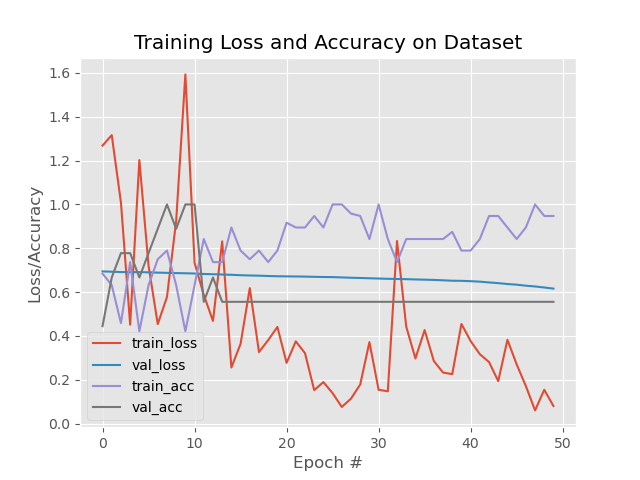 Training Loss and Accuracy on Dataset
Loss/Accuracy
1.6
1.4
1.2
1.0
0.8
0.6
0.4
0.2
0.0
train_loss
val_loss
train_acc
val_acc
0 10 20 30 40 50
Epoch #